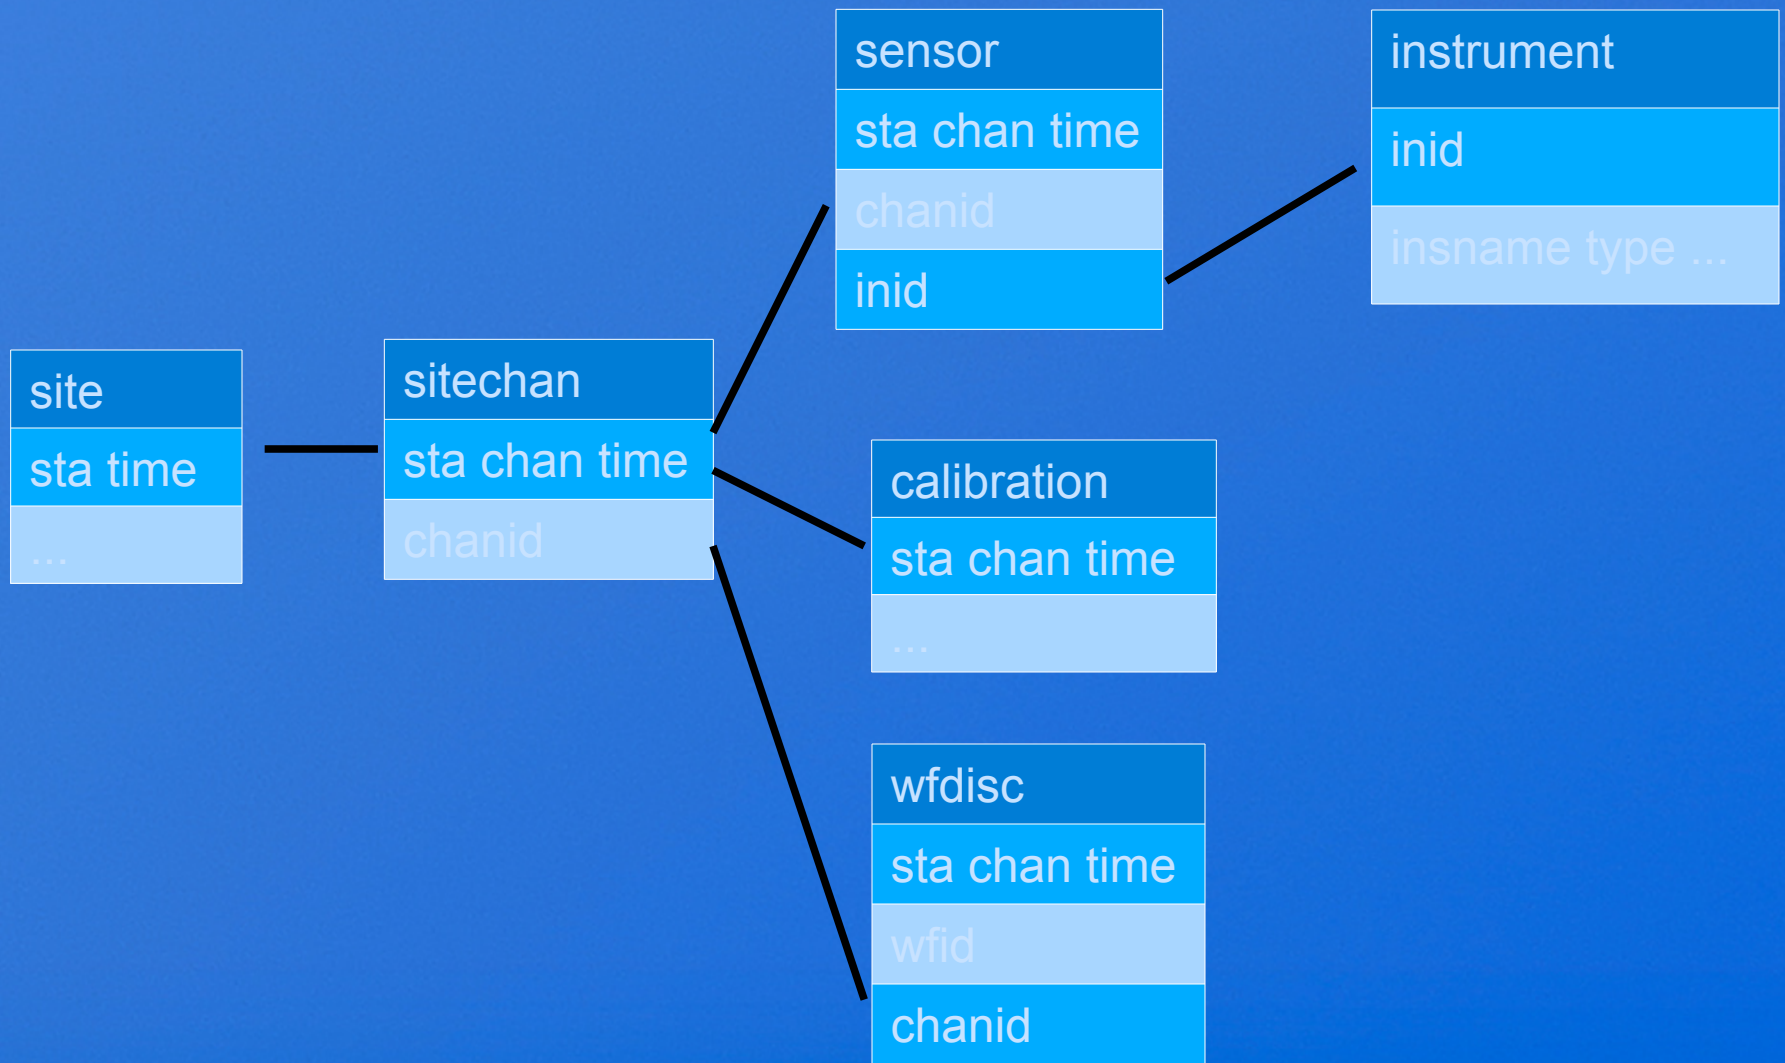 site
sta time
...
sitechan
sta chan time
chanid
sensor
sta chan time
chanid
inid
instrument
inid
insname type ...
calibration
sta chan time
...
wfdisc
sta chan time
wfid
chanid